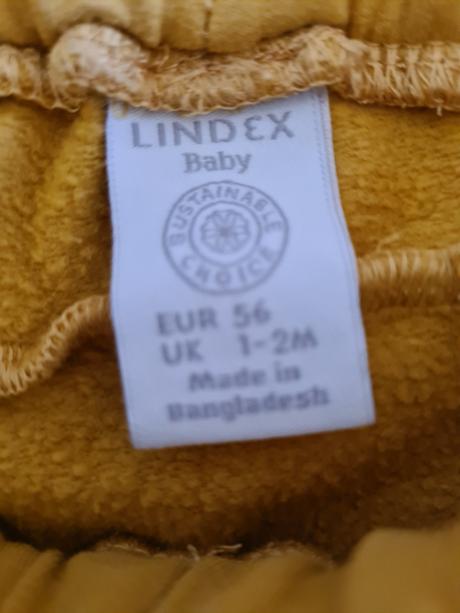 LINDEX
Baby
SUSTAINABLE
CHOICE
EUR 56
UK 1-2M
Made in
Bangladesh